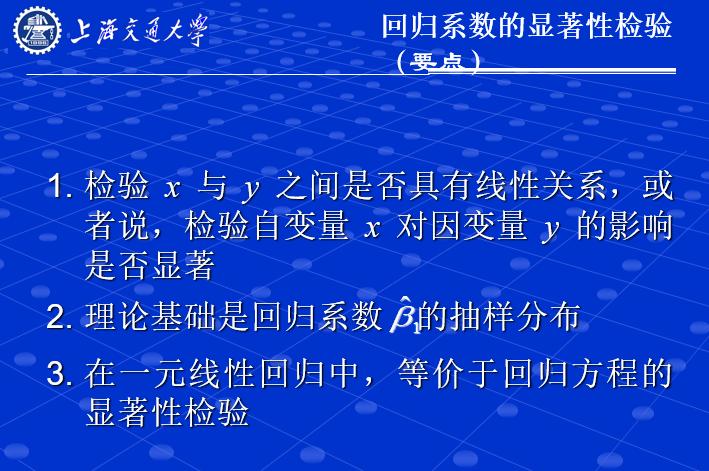 上海交通大学
回归系数的显著性检验
（要点）
1. 检验 x 与 y 之间是否具有线性关系，或
者说，检验自变量 x 对因变量 y 的影响
是否显著
2. 理论基础是回归系数 β̂₁的抽样分布
3. 在一元线性回归中，等价于回归方程的
显著性检验